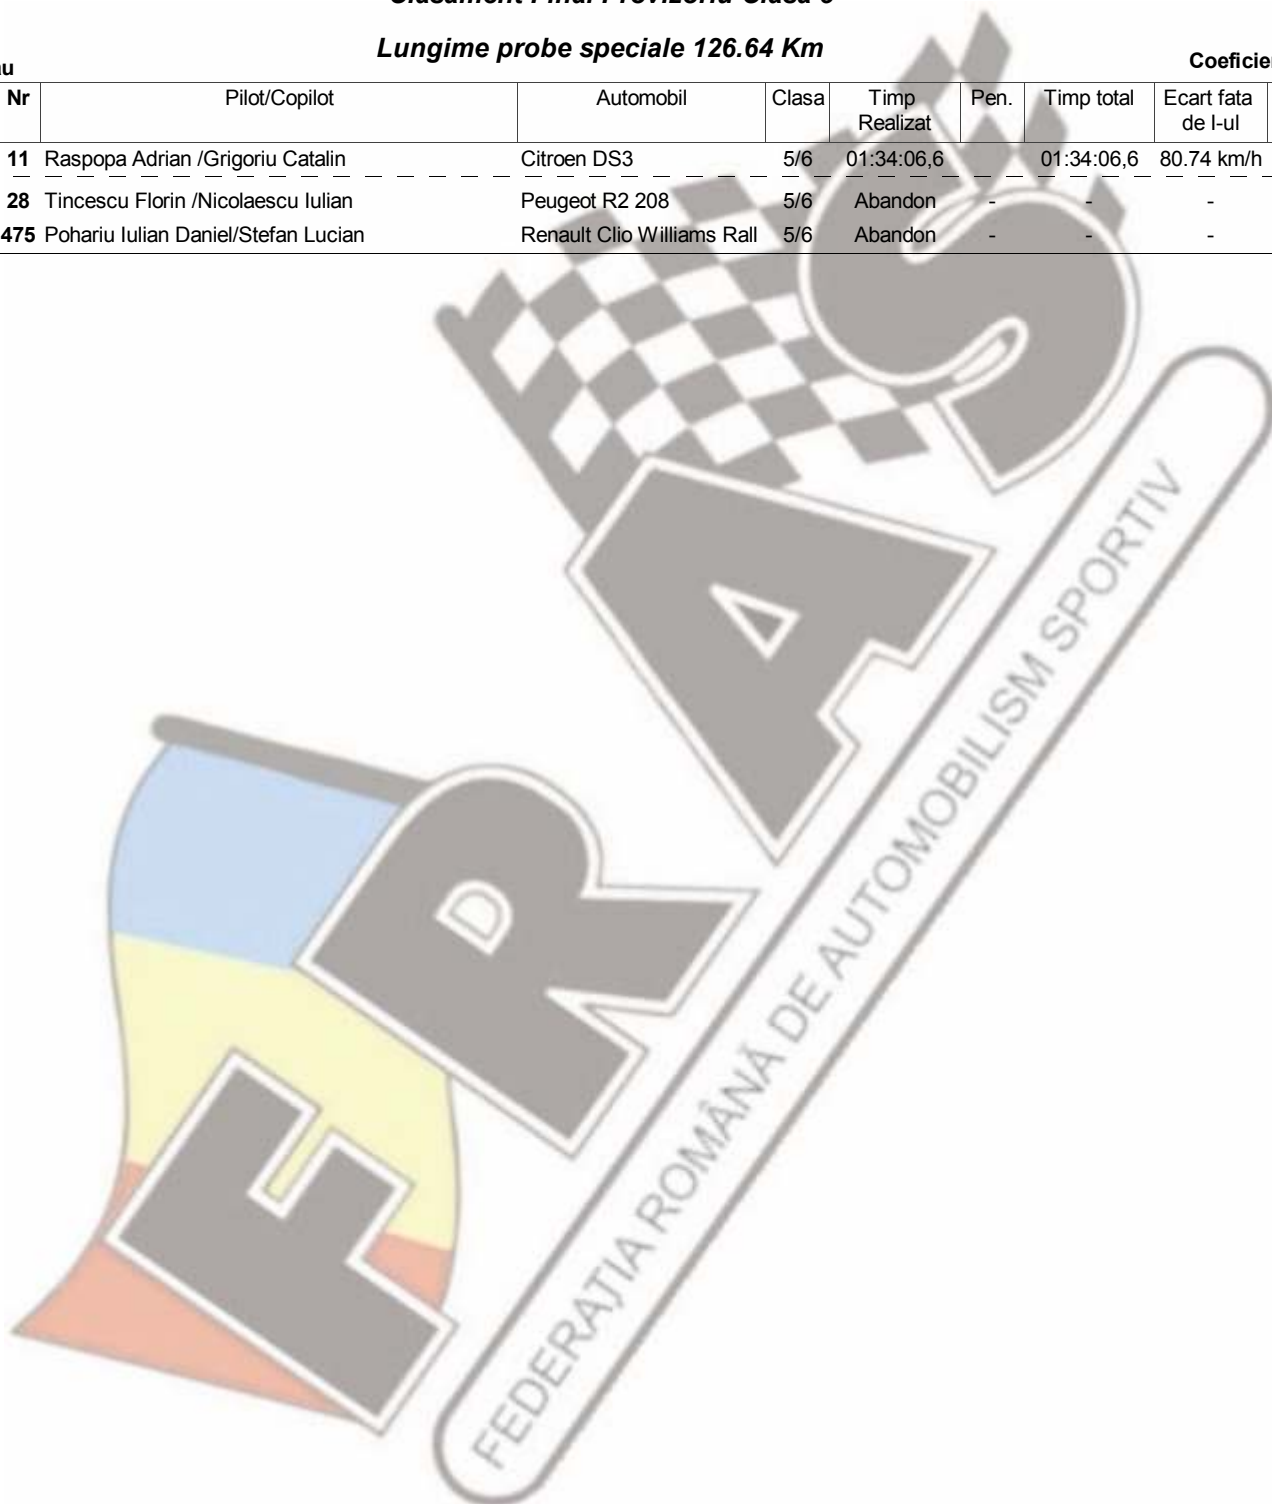 Lungime probe speciale 126.64 Km
Nr Pilot/Copilot Automobil Clasa Timp Realizat Pen. Timp total Ecart fata de l-ul
11 Raspopa Adrian /Grigoriu Catalin Citroen DS3 5/6 01:34:06,6 01:34:06,6 80.74 km/h
28 Tincescu Florin /Nicolaescu Iulian Peugeot R2 208 5/6 Abandon - - -
475 Pohariu Iulian Daniel/Stefan Lucian Renault Clio Williams Rall 5/6 Abandon - - -
FRAS
FEDERAȚIA ROMÂNĂ DE AUTOMOBILISM SPORTIV